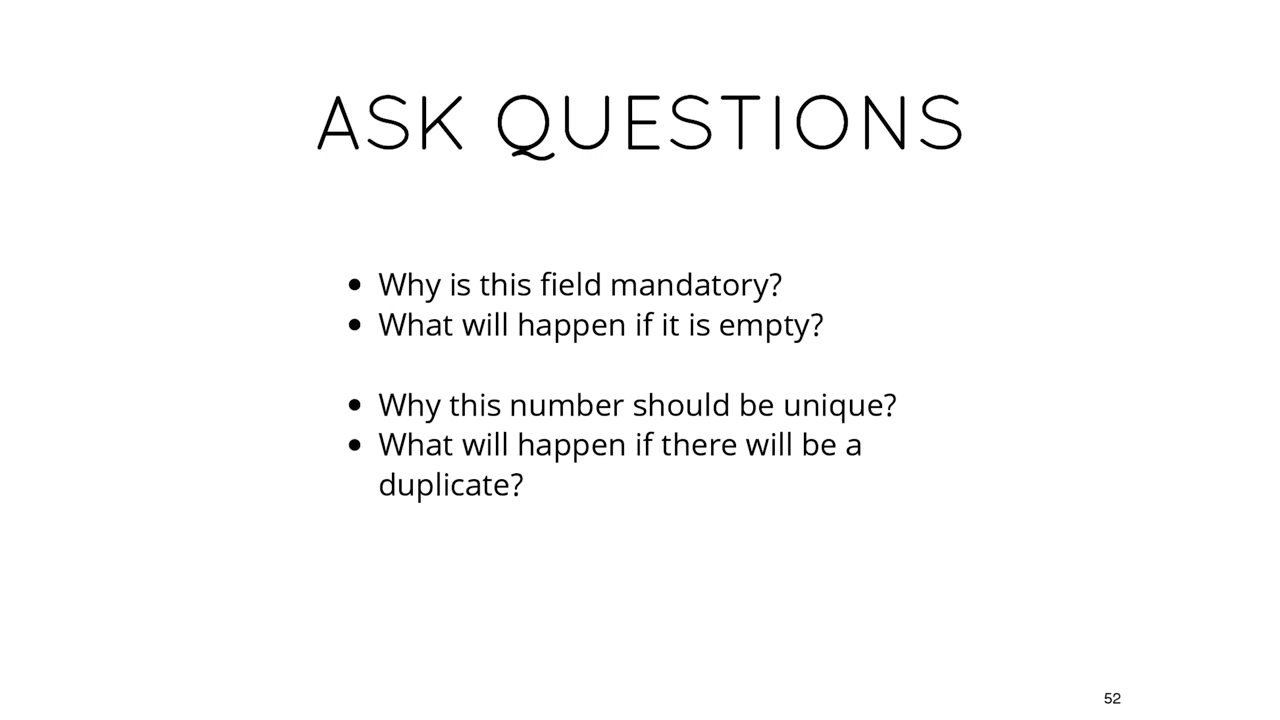 ASK QUESTIONS
• Why is this field mandatory?
• What will happen if it is empty?
• Why this number should be unique?
• What will happen if there will be a
duplicate?
52